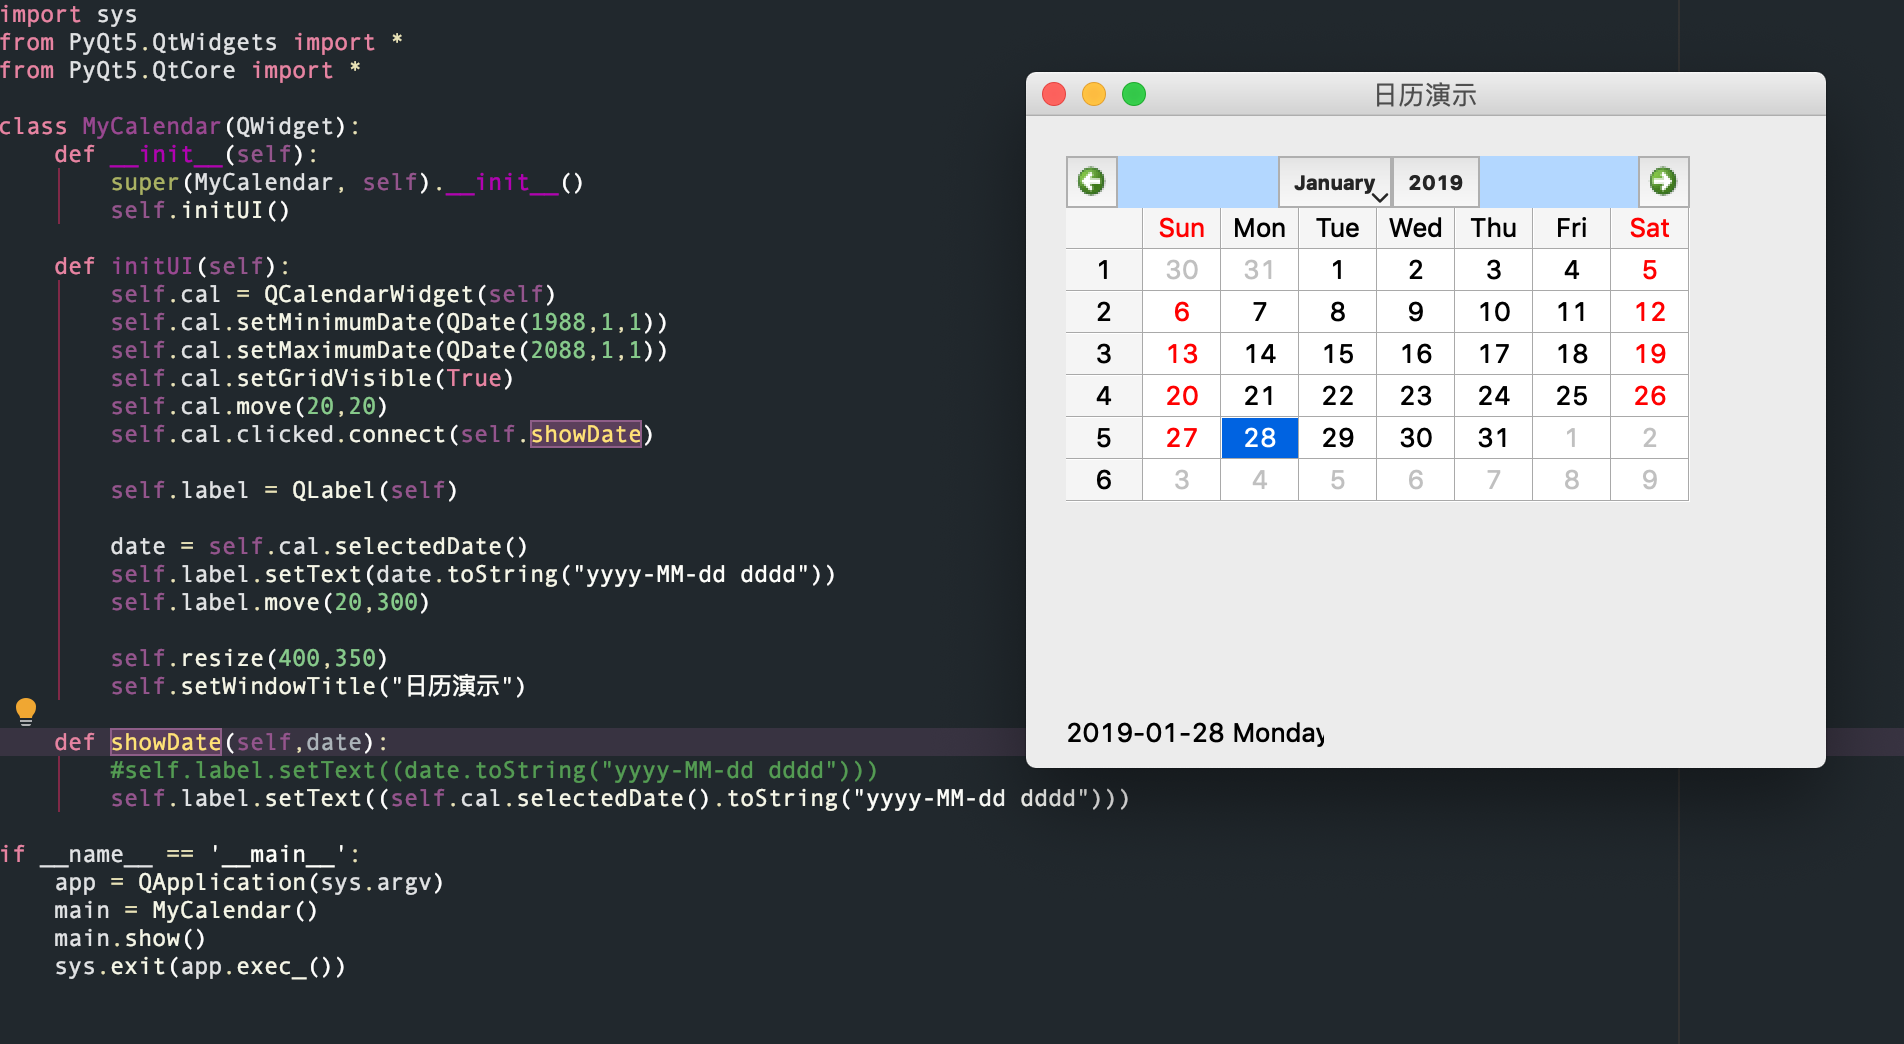 import sys
from PyQt5.QtWidgets import *
from PyQt5.QtCore import *
class MyCalendar(QWidget):
def __init__(self):
super(MyCalendar, self).__init__()
self.initUI()
def initUI(self):
self.cal = QCalendarWidget(self)
self.cal.setMinimumDate(QDate(1988,1,1))
self.cal.setMaximumDate(QDate(2088,1,1))
self.cal.setGridVisible(True)
self.cal.move(20,20)
self.cal.clicked.connect(self.showDate)
self.label = QLabel(self)
date = self.cal.selectedDate()
self.label.setText(date.toString("yyyy-MM-dd dddd"))
self.label.move(20,300)
self.resize(400,350)
self.setWindowTitle("日历演示")
def showDate(self,date):
#self.label.setText((date.toString("yyyy-MM-dd dddd")))
self.label.setText((self.cal.selectedDate().toString("yyyy-MM-dd dddd")))
if __name__ == '__main__':
app = QApplication(sys.argv)
main = MyCalendar()
main.show()
sys.exit(app.exec_())
日历演示
January 2019
Sun Mon Tue Wed Thu Fri Sat
1 30 31 1 2 3 4 5
2 6 7 8 9 10 11 12
3 13 14 15 16 17 18 19
4 20 21 22 23 24 25 26
5 27 28 29 30 31 1 2
6 3 4 5 6 7 8 9
2019-01-28 Monday